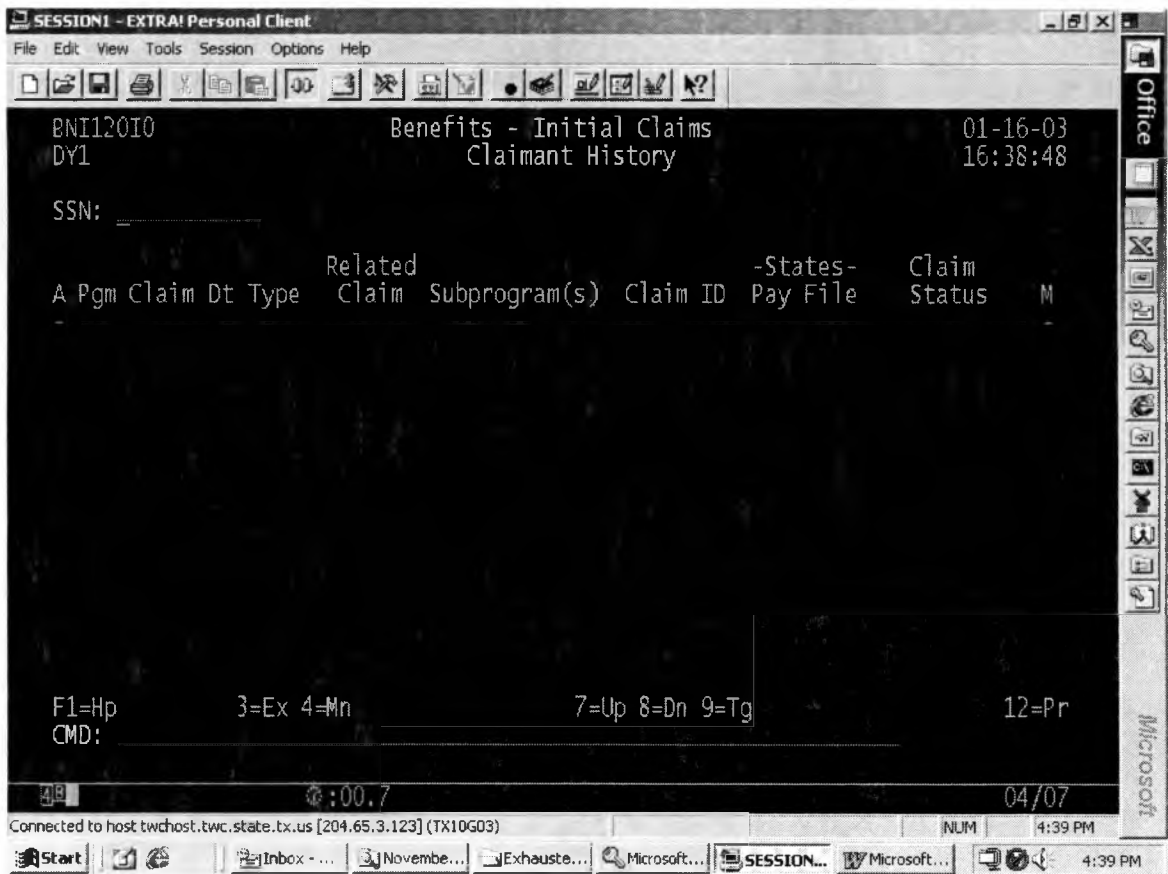 SESSION1 - EXTRA! Personal Client
File Edit View Tools Session Options Help
BNI120I0 Benefits - Initial Claims 01-16-03
DY1 Claimant History 16:38:48
SSN:
Related -States- Claim
A Pgm Claim Dt Type Claim Subprogram(s) Claim ID Pay File Status M
F1=Hp 3=Ex 4=Mn 7=Up 8=Dn 9=Tg 12=Pr
CMD:
4B :00.7 04/07
Connected to host twchost.twc.state.tx.us [204.65.3.123] (TX10G03) NUM 4:39 PM
Start Inbox - ... Novembe... Exhauste... Microsoft... SESSION... Microsoft... 4:39 PM
Office
Microsoft